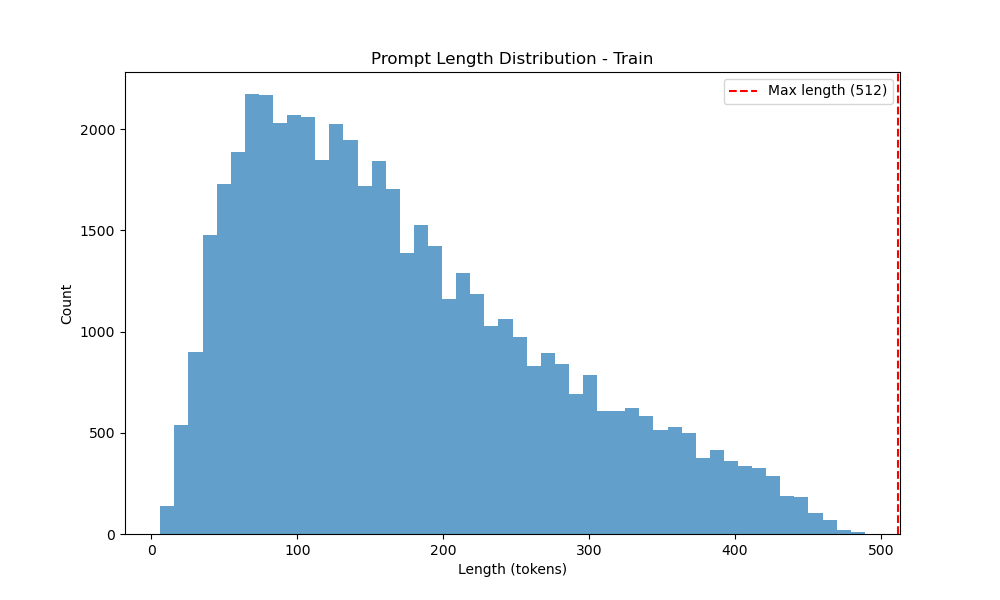 Prompt Length Distribution - Train
Max length (512)
2000
1500
1000
500
0
Count
0 100 200 300 400 500
Length (tokens)